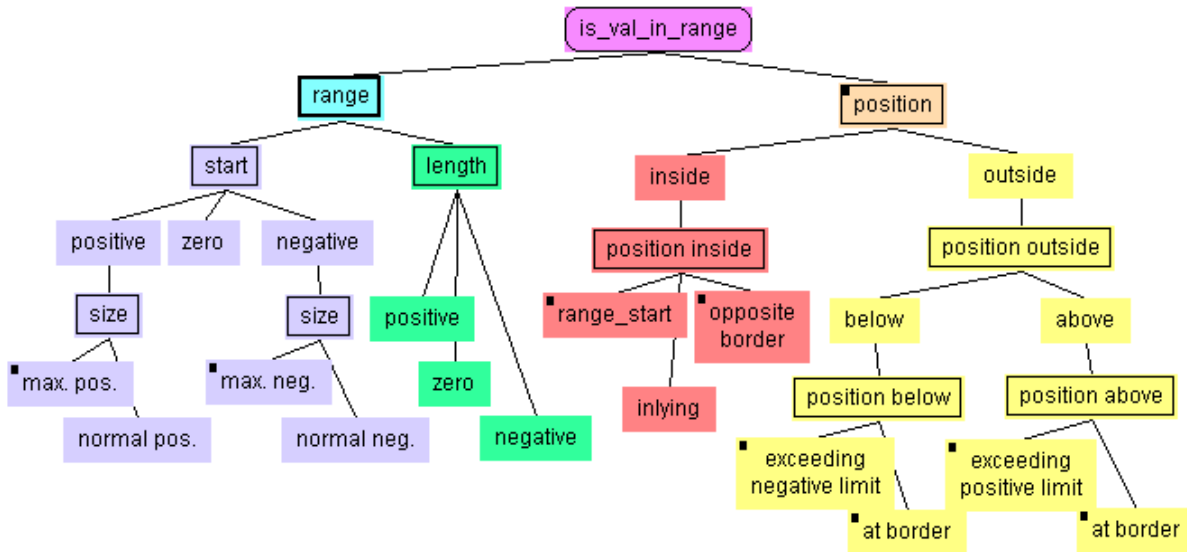 is_val_in_range
range
position
start
length
inside
outside
positive
zero
negative
position inside
position outside
size
size
positive
range_start
opposite
border
below
above
max. pos.
max. neg.
zero
inlying
position below
position above
normal pos.
normal neg.
negative
exceeding
negative limit
exceeding
positive limit
at border
at border